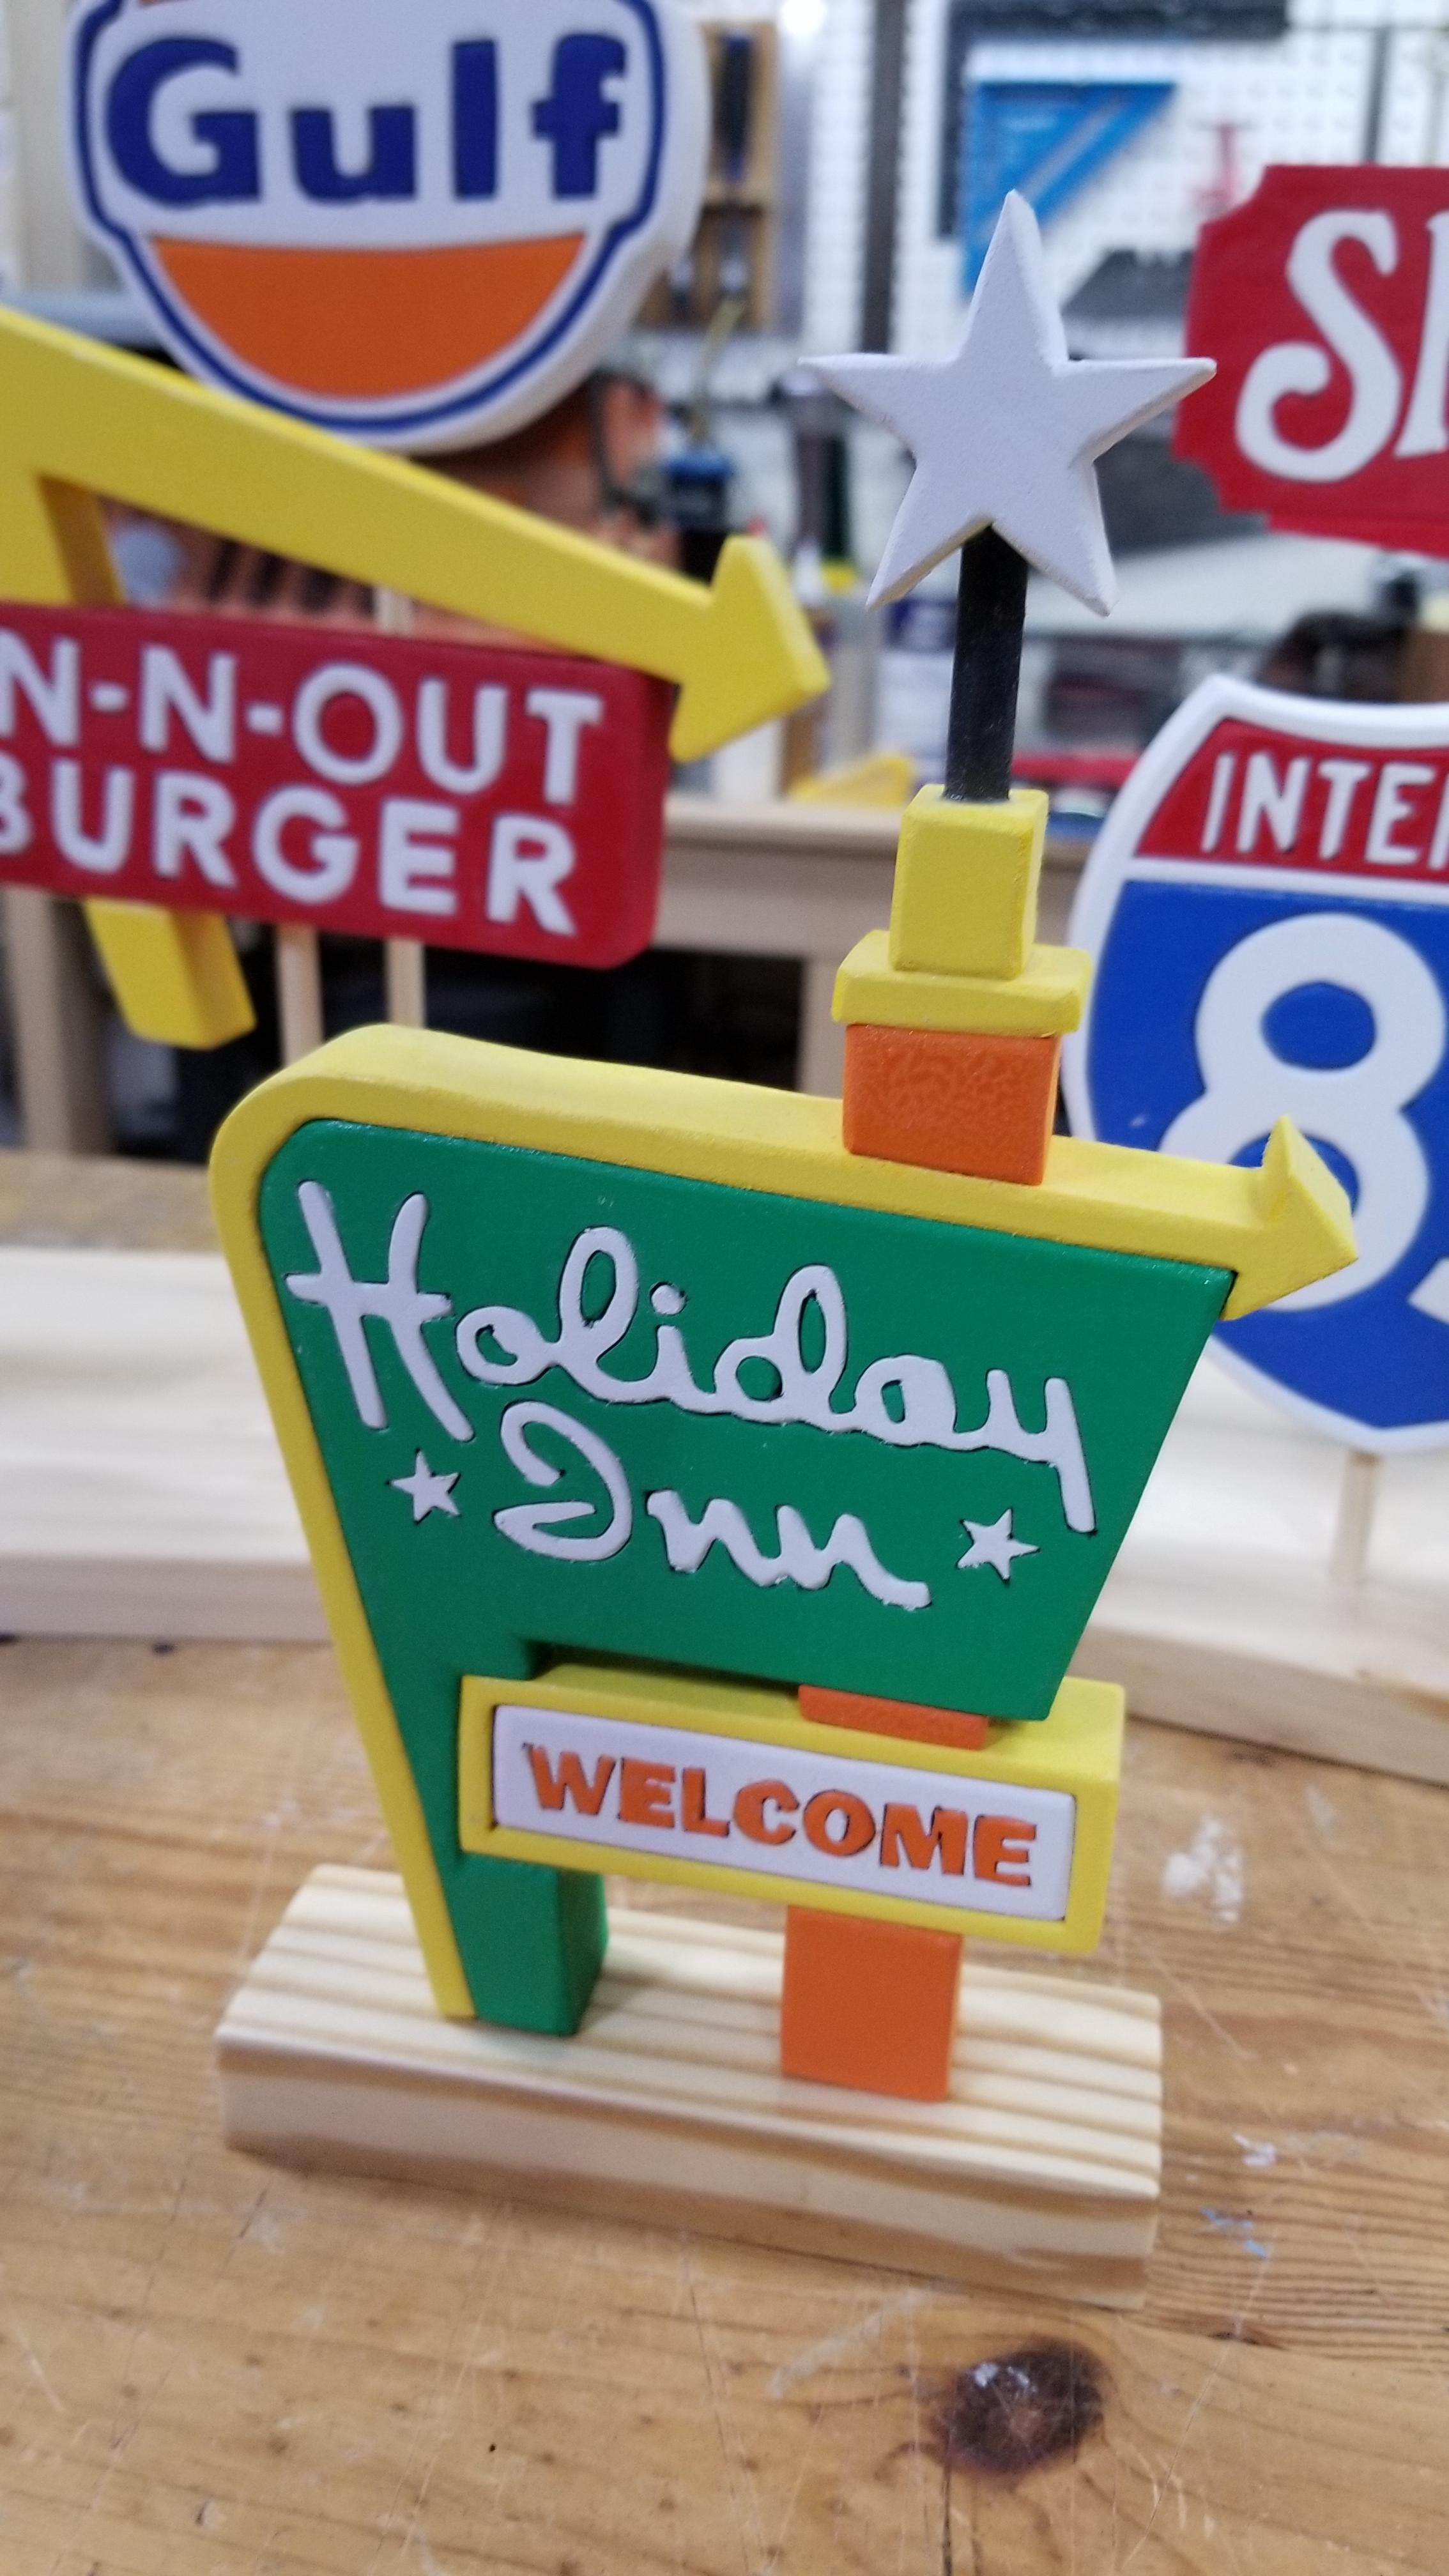 Gulf
N-N-OUT
BURGER
INTE
8
Holiday
Inn
WELCOME